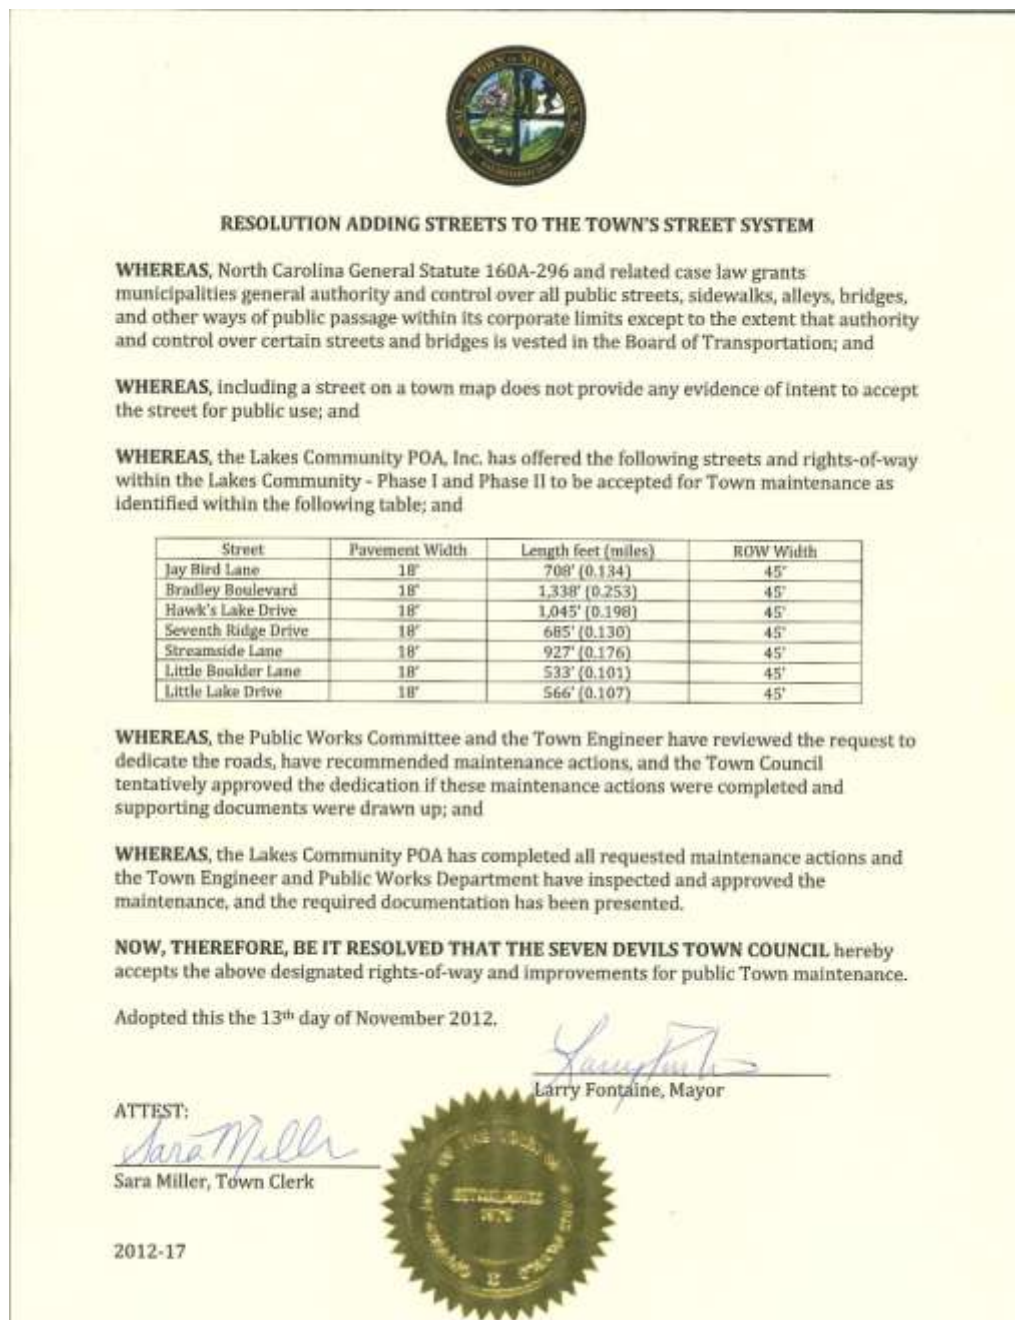 RESOLUTION ADDING STREETS TO THE TOWN'S STREET SYSTEM
WHEREAS, North Carolina General Statute 160A-296 and related case law grants
municipalities general authority and control over all public streets, sidewalks, alleys, bridges,
and other ways of public passage within its corporate limits except to the extent that authority
and control over certain streets and bridges is vested in the Board of Transportation; and
WHEREAS, including a street on a town map does not provide any evidence of intent to accept
the street for public use; and
WHEREAS, the Lakes Community POA, Inc. has offered the following streets and rights-of-way
within the Lakes Community - Phase I and Phase II to be accepted for Town maintenance as
identified within the following table; and
Street Pavement Width Length feet (miles) ROW Width
Jay Bird Lane 18' 708' (0.134) 45'
Bradley Boulevard 18' 1,338' (0.253) 45'
Hawk's Lake Drive 18' 1,045' (0.198) 45'
Seventh Ridge Drive 18' 685' (0.130) 45'
Streamside Lane 18' 927' (0.176) 45'
Little Boulder Lane 18' 533' (0.101) 45'
Little Lake Drive 18' 566' (0.107) 45'
WHEREAS, the Public Works Committee and the Town Engineer have reviewed the request to
dedicate the roads, have recommended maintenance actions, and the Town Council
tentatively approved the dedication if these maintenance actions were completed and
supporting documents were drawn up; and
WHEREAS, the Lakes Community POA has completed all requested maintenance actions and
the Town Engineer and Public Works Department have inspected and approved the
maintenance, and the required documentation has been presented.
NOW, THEREFORE, BE IT RESOLVED THAT THE SEVEN DEVILS TOWN COUNCIL hereby
accepts the above designated rights-of-way and improvements for public Town maintenance.
Adopted this the 13th day of November 2012.
Larry Fontaine, Mayor
ATTEST:
Sara Miller
Sara Miller, Town Clerk
2012-17